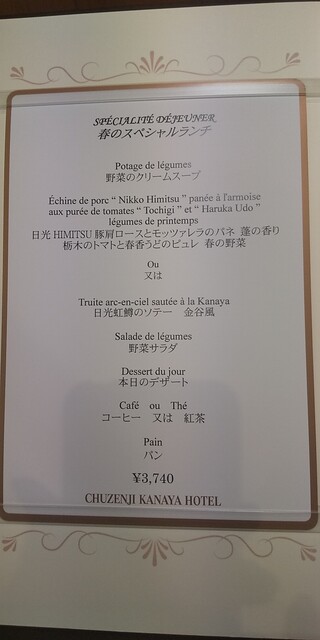 SPÉCIALITÉ DÉJEUNER
春のスペシャルランチ
Potage de légumes
野菜のクリームスープ
Échine de porc “ Nikko Himitsu ” panée à l'armoise
aux purée de tomates “ Tochigi ” et “ Haruka Udo ”
légumes de printemps
日光 HIMITSU 豚肩ロースとモッツァレラのパネ 蓬の香り
栃木のトマトと春香うどのピュレ 春の野菜
Ou
又は
Truite arc-en-ciel sautée à la Kanaya
日光虹鱒のソテー 金谷風
Salade de légumes
野菜サラダ
Dessert du jour
本日のデザート
Café ou Thé
コーヒー 又は 紅茶
Pain
パン
¥3,740
CHUZENJI KANAYA HOTEL